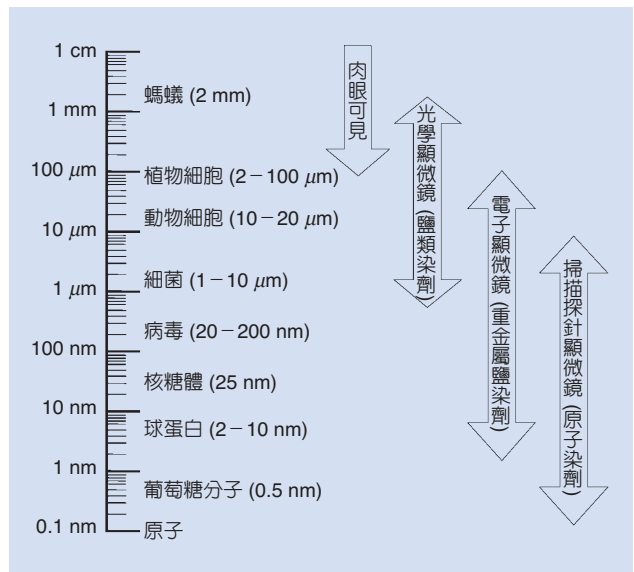 1 cm
螞蟻 (2 mm)
1 mm
100 μm
植物細胞 (2－100 μm)
動物細胞 (10－20 μm)
10 μm
細菌 (1－10 μm)
1 μm
病毒 (20－200 nm)
100 nm
核糖體 (25 nm)
10 nm
球蛋白 (2－10 nm)
1 nm
葡萄糖分子 (0.5 nm)
0.1 nm
原子
肉眼可見
光學顯微鏡 (鹽類染劑)
電子顯微鏡 (重金屬鹽染劑)
掃描探針顯微鏡 (原子染劑)